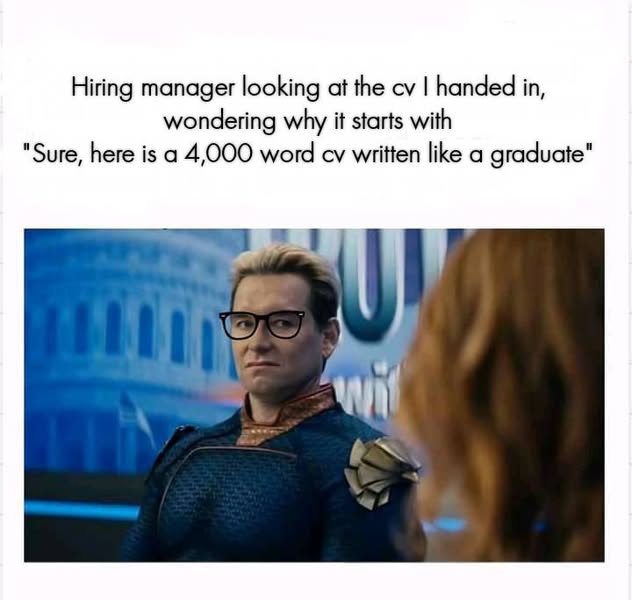 Hiring manager looking at the cv I handed in,
wondering why it starts with
"Sure, here is a 4,000 word cv written like a graduate"